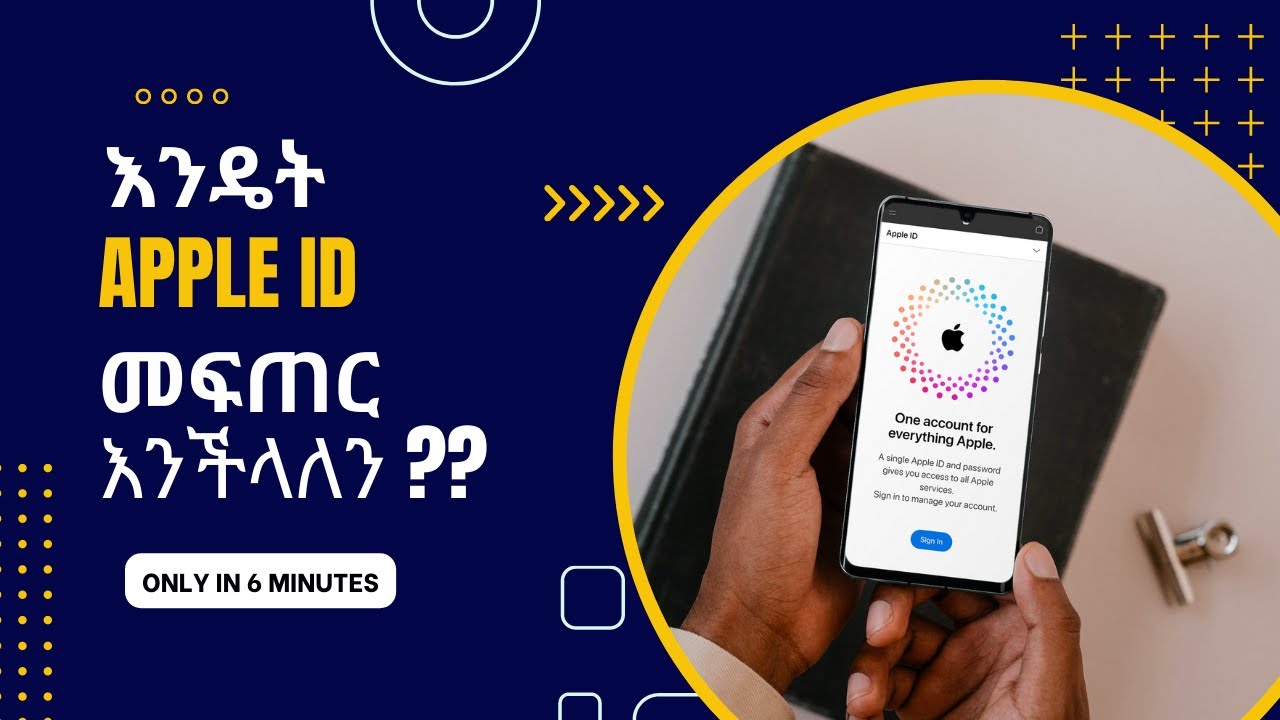 እንዴት
APPLE ID
መፍጠር
እንችላለን ??
ONLY IN 6 MINUTES
Apple ID
One account for
everything Apple.
A single Apple ID and password
gives you access to all Apple
services.
Sign in to manage your account.
Sign in